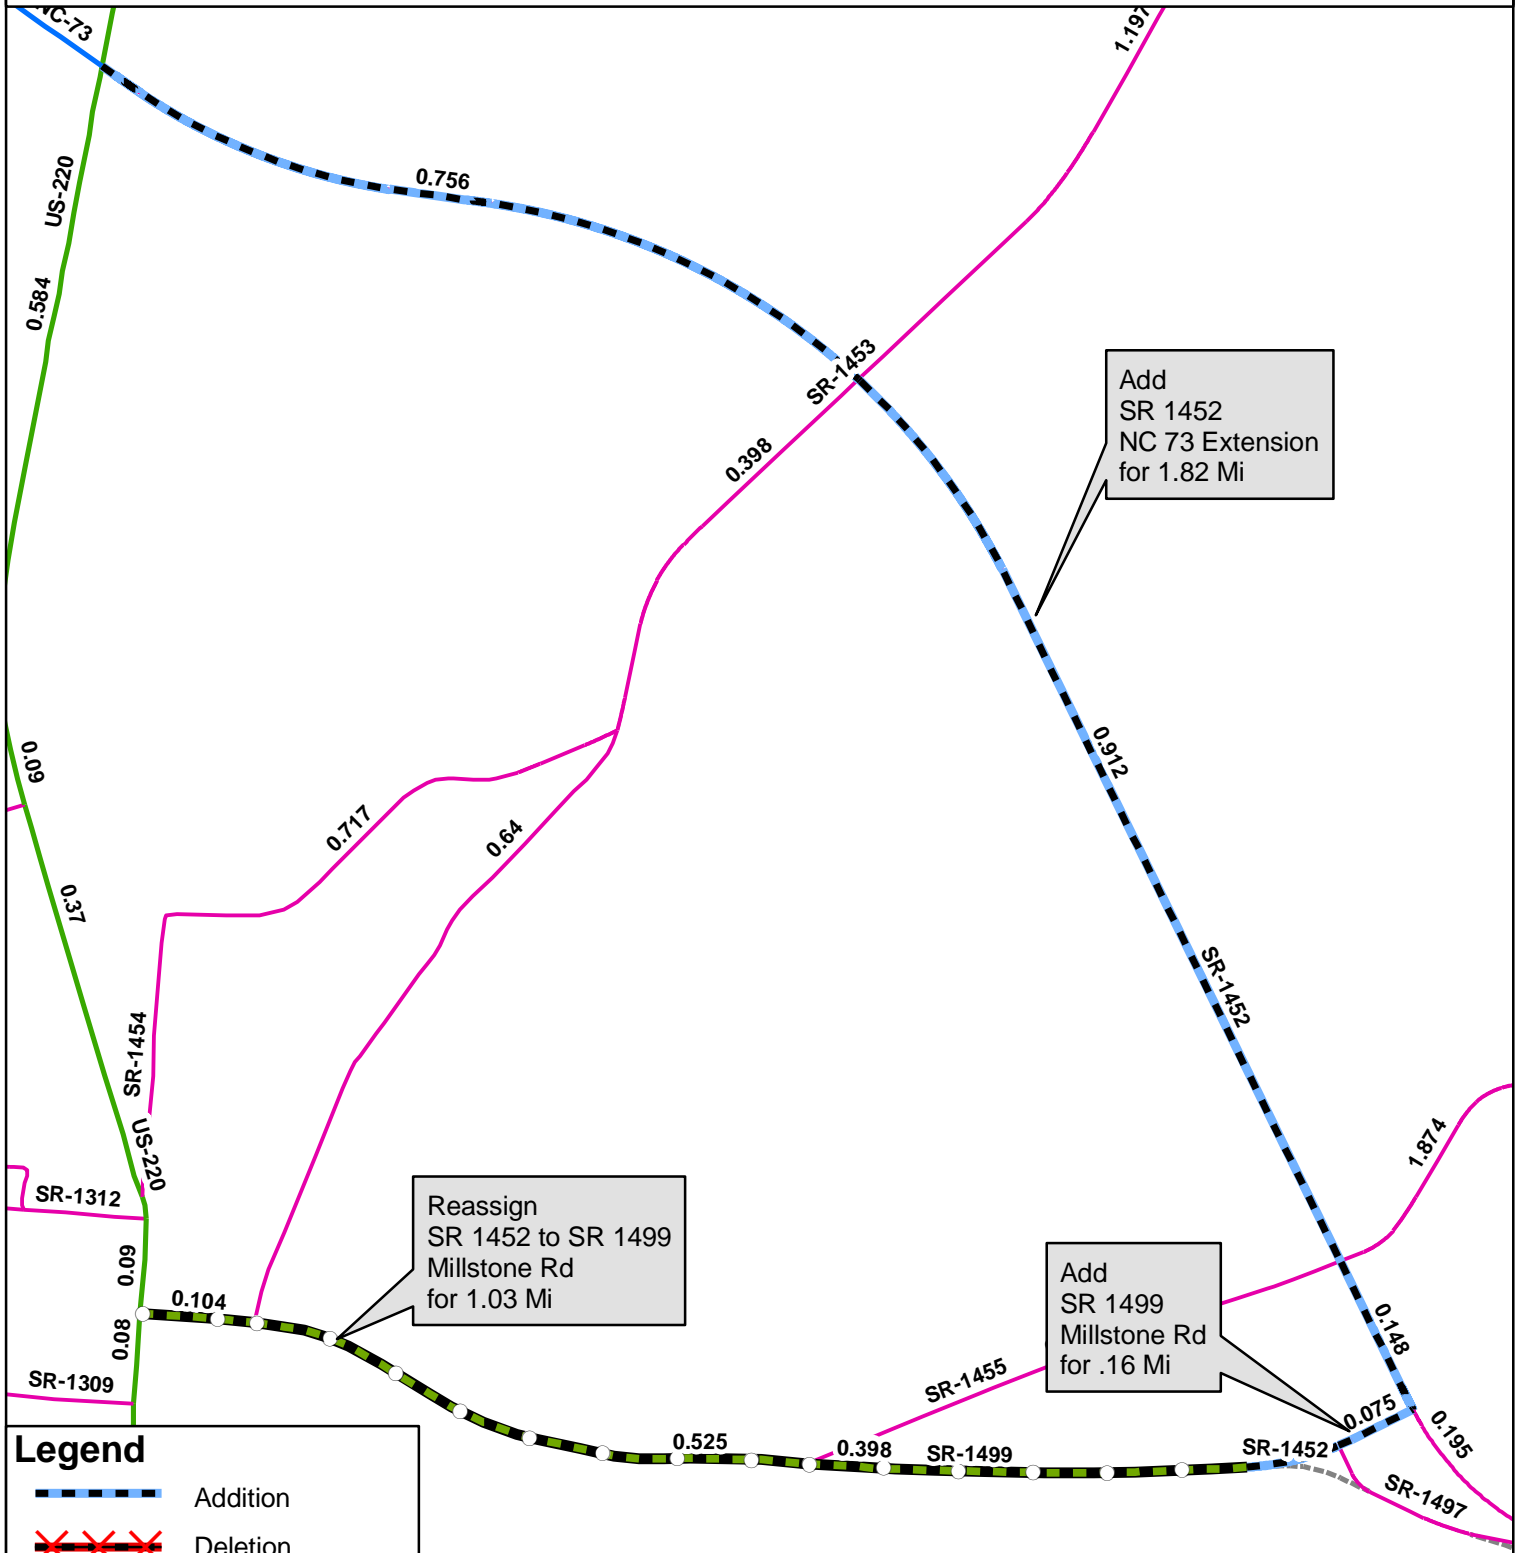 NC-73
1.197
US-220
0.756
0.584
SR-1453
Add
SR 1452
NC 73 Extension
for 1.82 Mi
0.398
0.09
0.912
0.717
0.64
0.37
SR-1452
SR-1454
US-220
1.874
SR-1312
Reassign
SR 1452 to SR 1499
Millstone Rd
for 1.03 Mi
0.09
Add
SR 1499
Millstone Rd
for .16 Mi
0.104
0.08
0.148
SR-1309
SR-1455
0.075
0.195
0.525
0.398
SR-1499
SR-1452
SR-1497
Legend
Addition
Deletion